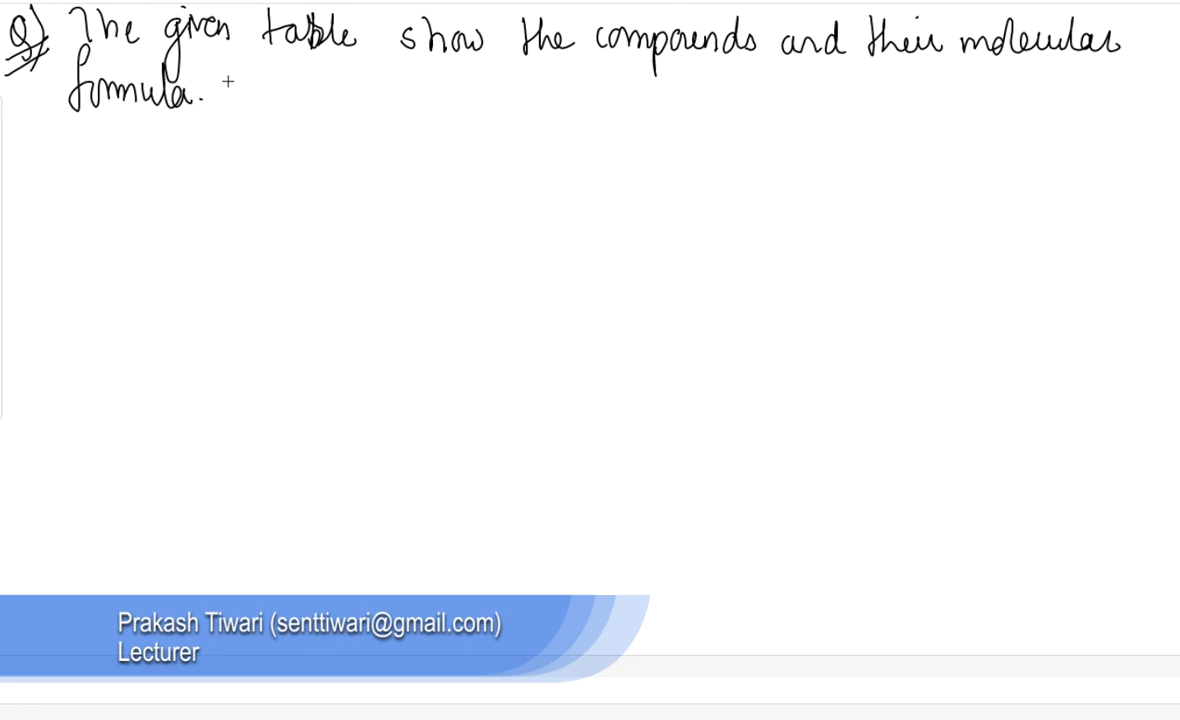 Q) The given table show the compounds and their molecular
formula.
Prakash Tiwari (senttiwari@gmail.com)
Lecturer